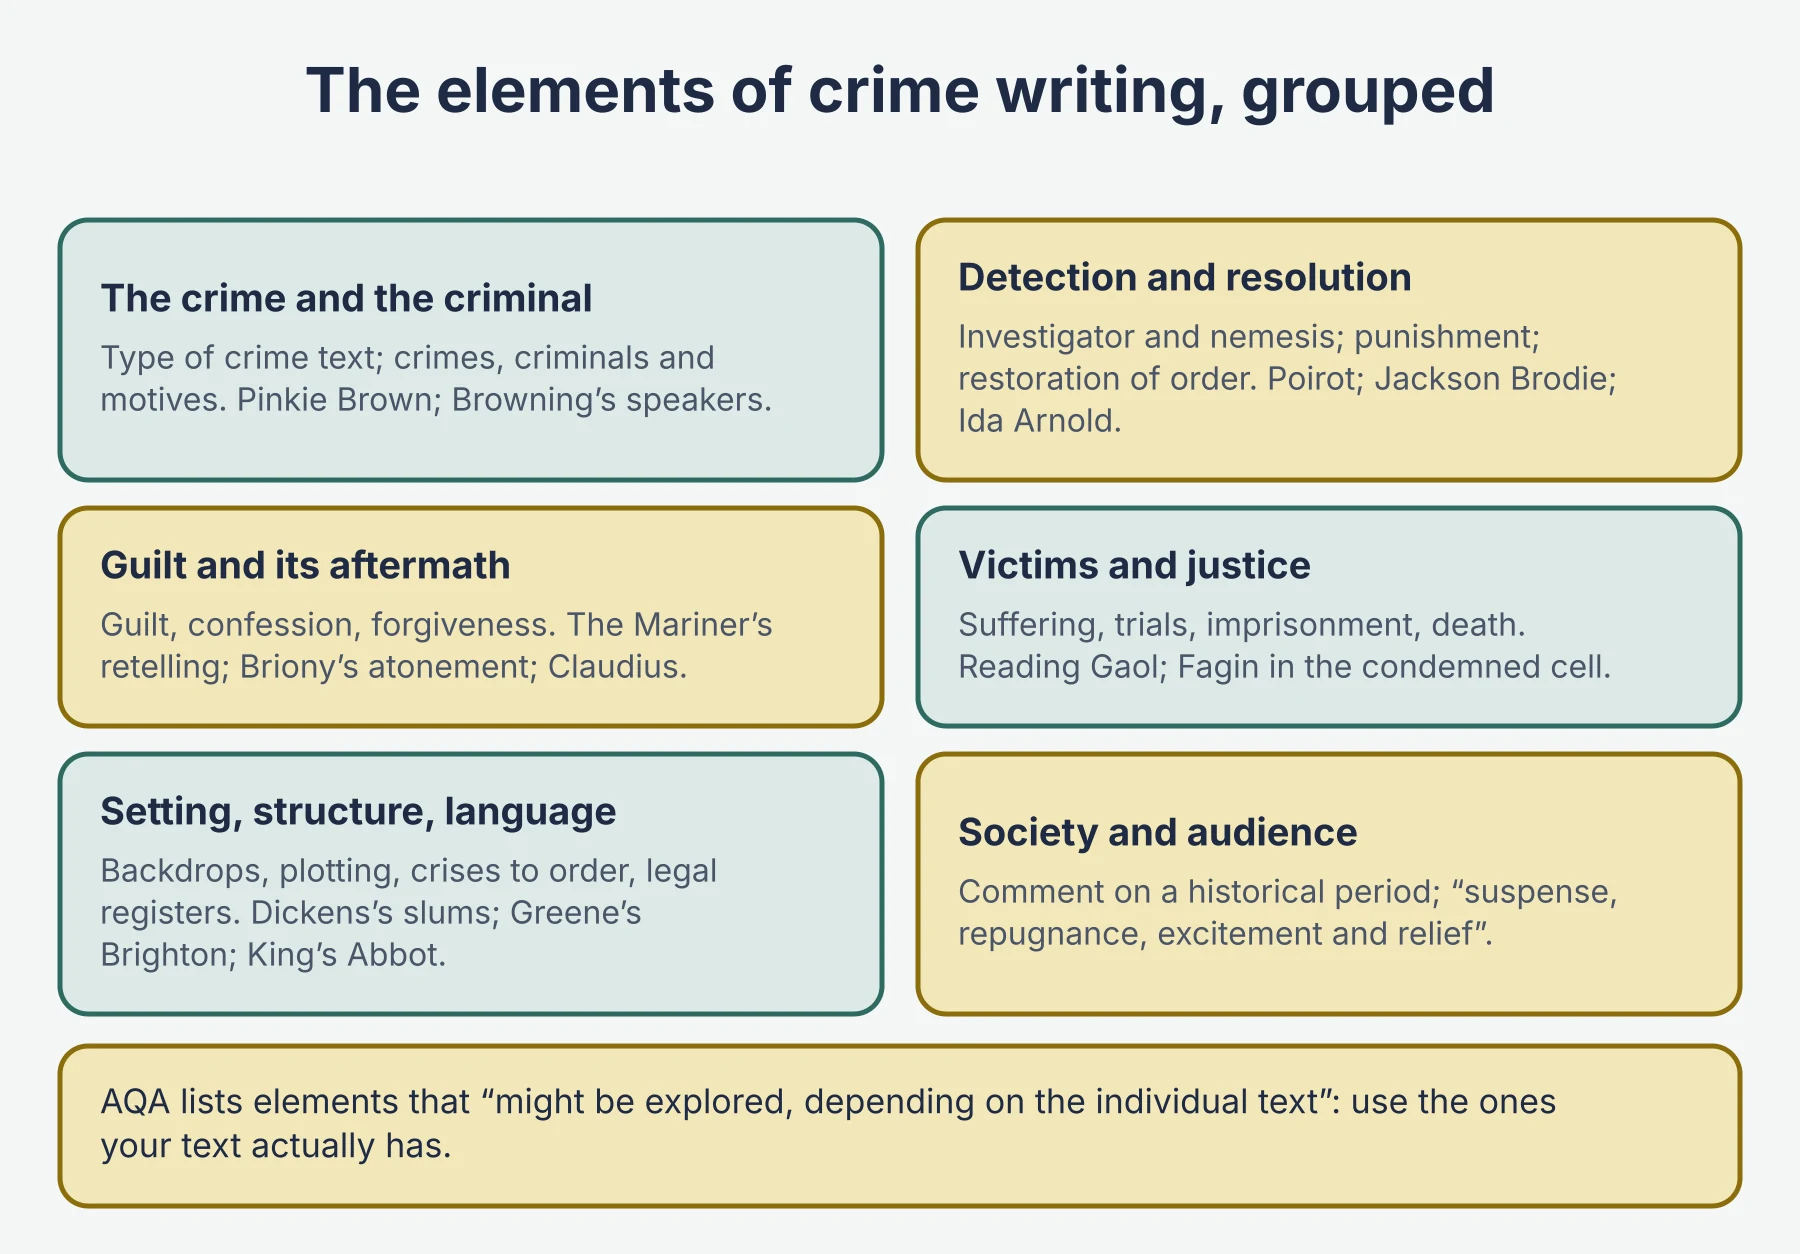 The elements of crime writing, grouped
The crime and the criminal
Type of crime text; crimes, criminals and
motives. Pinkie Brown; Browning’s speakers.
Detection and resolution
Investigator and nemesis; punishment;
restoration of order. Poirot; Jackson Brodie;
Ida Arnold.
Guilt and its aftermath
Guilt, confession, forgiveness. The Mariner’s
retelling; Briony’s atonement; Claudius.
Victims and justice
Suffering, trials, imprisonment, death.
Reading Gaol; Fagin in the condemned cell.
Setting, structure, language
Backdrops, plotting, crises to order, legal
registers. Dickens’s slums; Greene’s
Brighton; King’s Abbot.
Society and audience
Comment on a historical period; “suspense,
repugnance, excitement and relief”.
AQA lists elements that “might be explored, depending on the individual text”: use the ones
your text actually has.